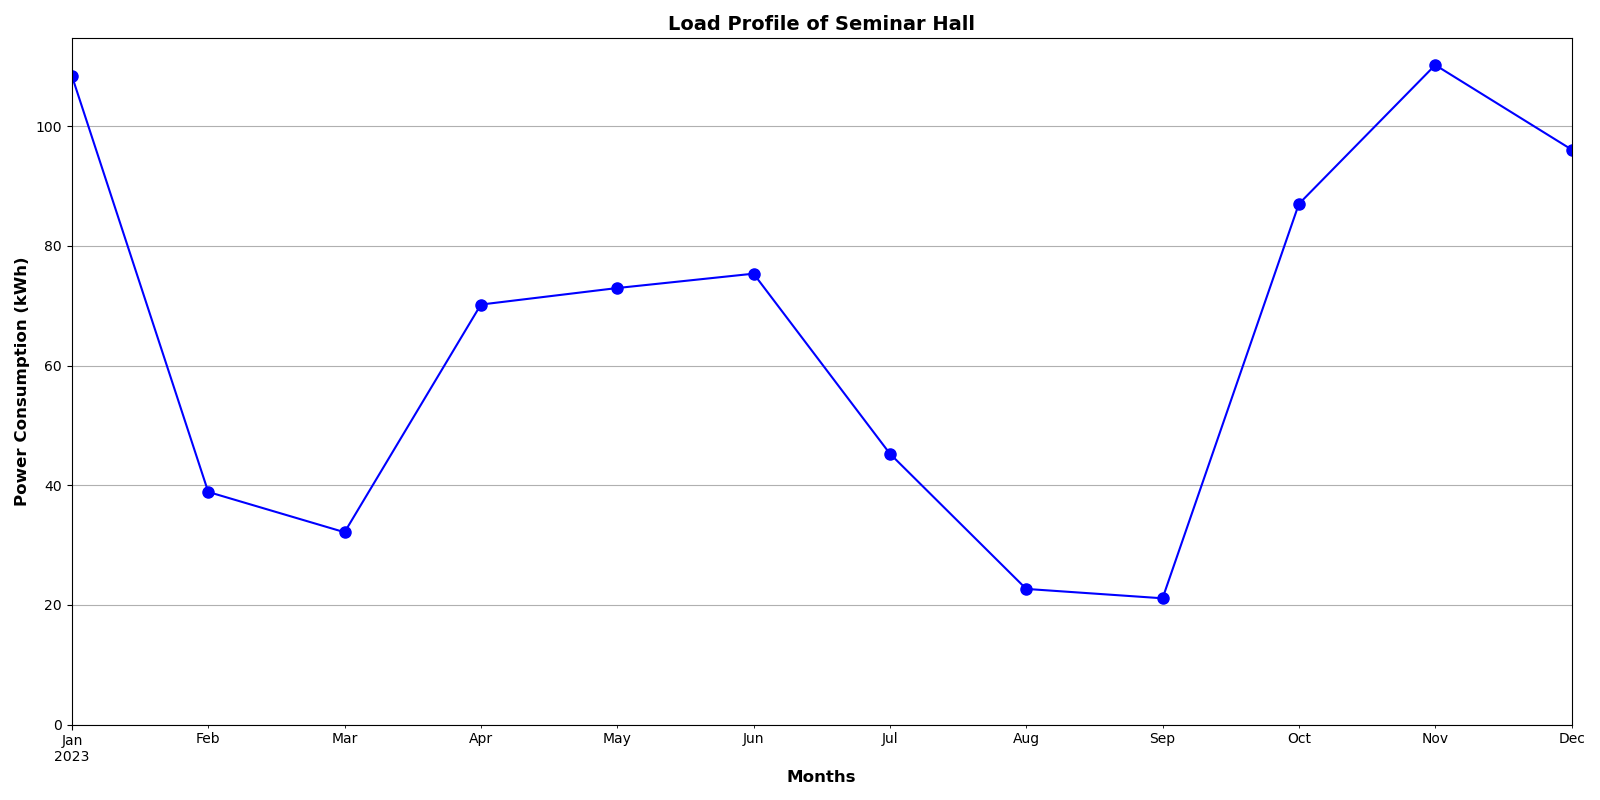 Load Profile of Seminar Hall
Power Consumption (kWh)
100
80
60
40
20
0
Jan Feb Mar Apr May Jun Jul Aug Sep Oct Nov Dec
2023
Months